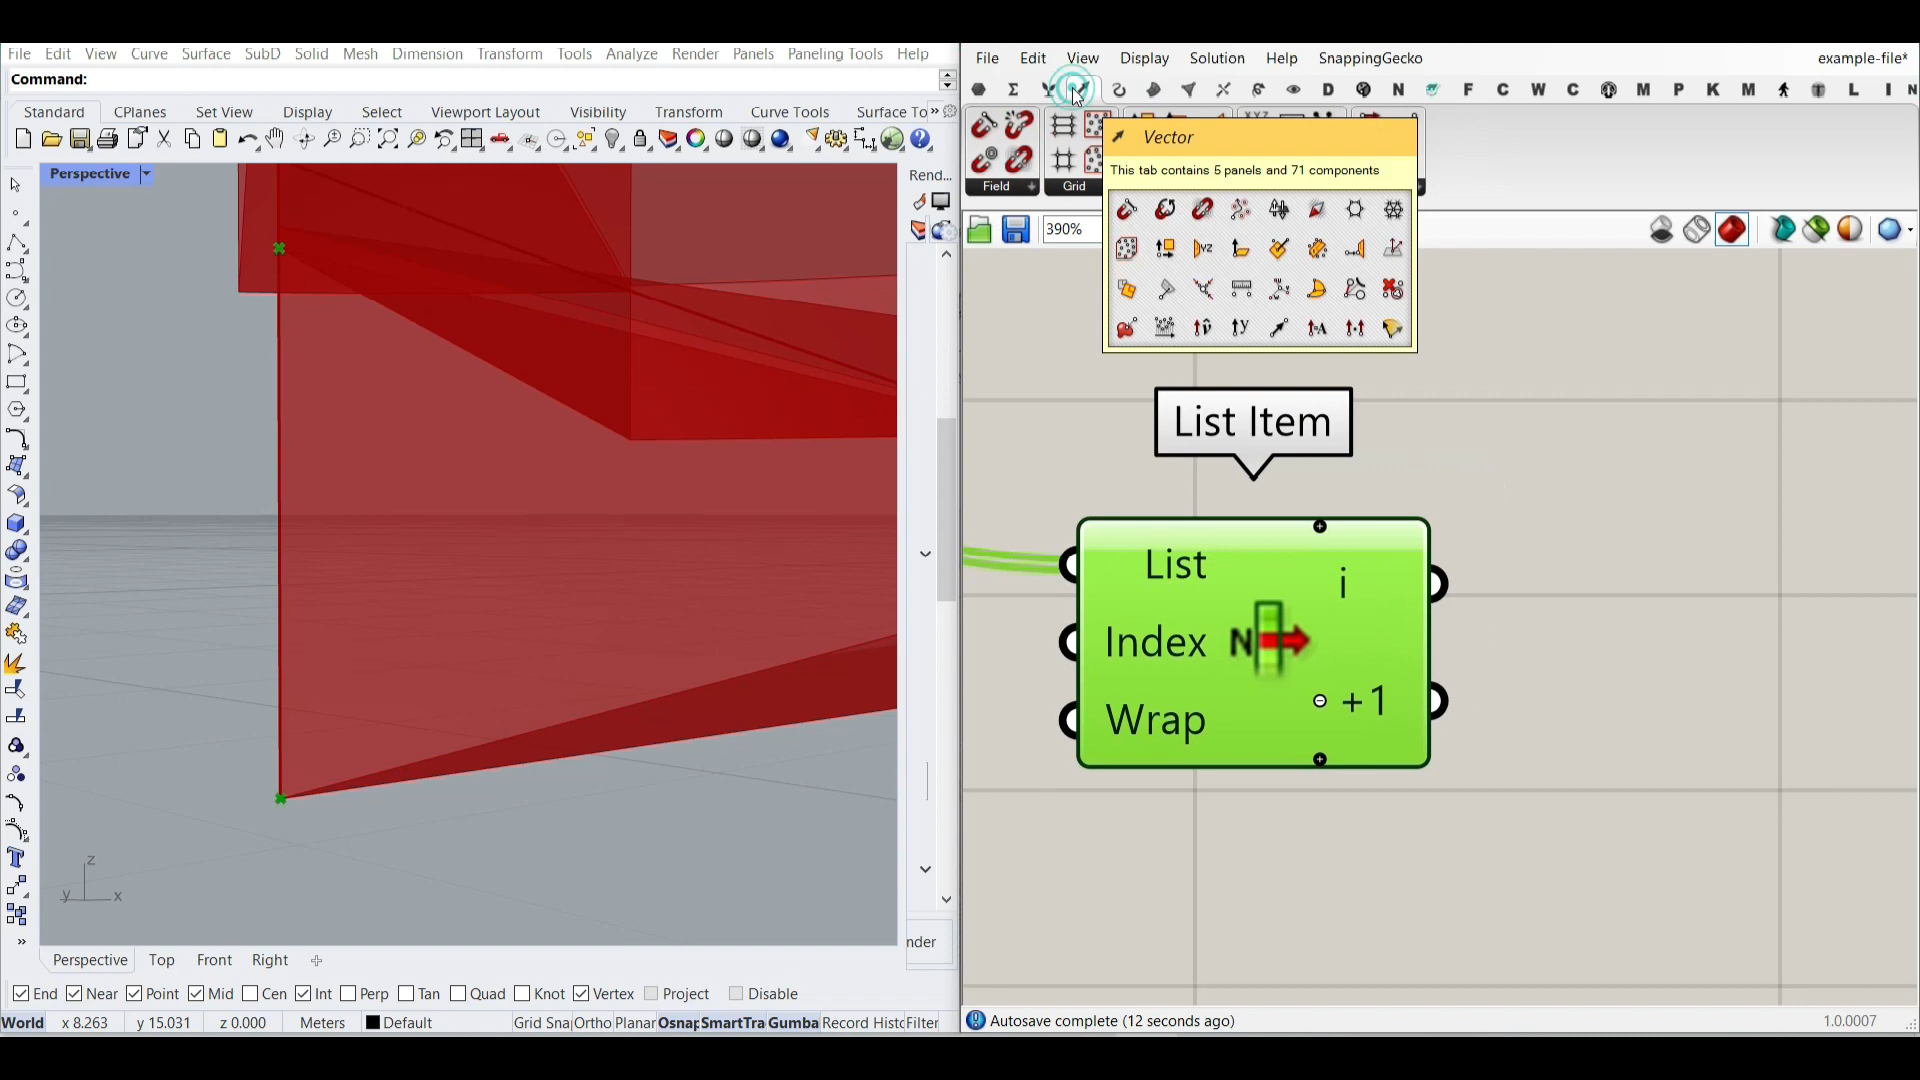 File Edit View Curve Surface SubD Solid Mesh Dimension Transform Tools Analyze Render Panels Paneling Tools Help
Command:
Standard CPlanes Set View Display Select Viewport Layout Visibility Transform Curve Tools Surface To
Perspective
Rend...
z
y x
nder
Perspective Top Front Right
End Near Point Mid Cen Int Perp Tan Quad Knot Vertex Project Disable
World x 8.263 y 15.031 z 0.000 Meters Default Grid Sna Ortho Planar Osnap SmartTra Gumba Record Histo Filter
File Edit View Display Solution Help SnappingGecko example-file*
D N F C W C M P K M L I N
Field Grid
Vector
This tab contains 5 panels and 71 components
390%
List Item
List
Index
Wrap
N
i
+1
Autosave complete (12 seconds ago) 1.0.0007